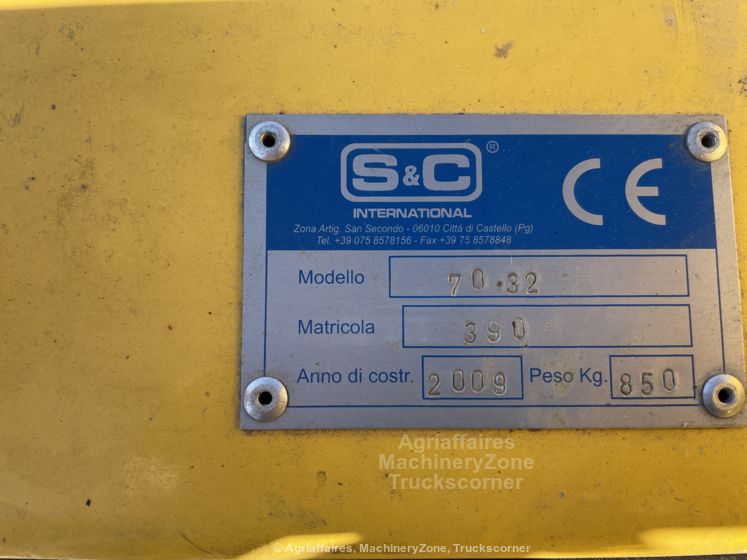 S&C ®
INTERNATIONAL
CE
Zona Artig. San Secondo - 06010 Città di Castello (Pg)
Tel. +39 075 8578156 - Fax +39 75 8578848
Modello 70.32
Matricola 390
Anno di costr. 2009 Peso Kg. 850
Agriaffaires
MachineryZone
Truckscorner
© Agriaffaires, MachineryZone, Truckscorner